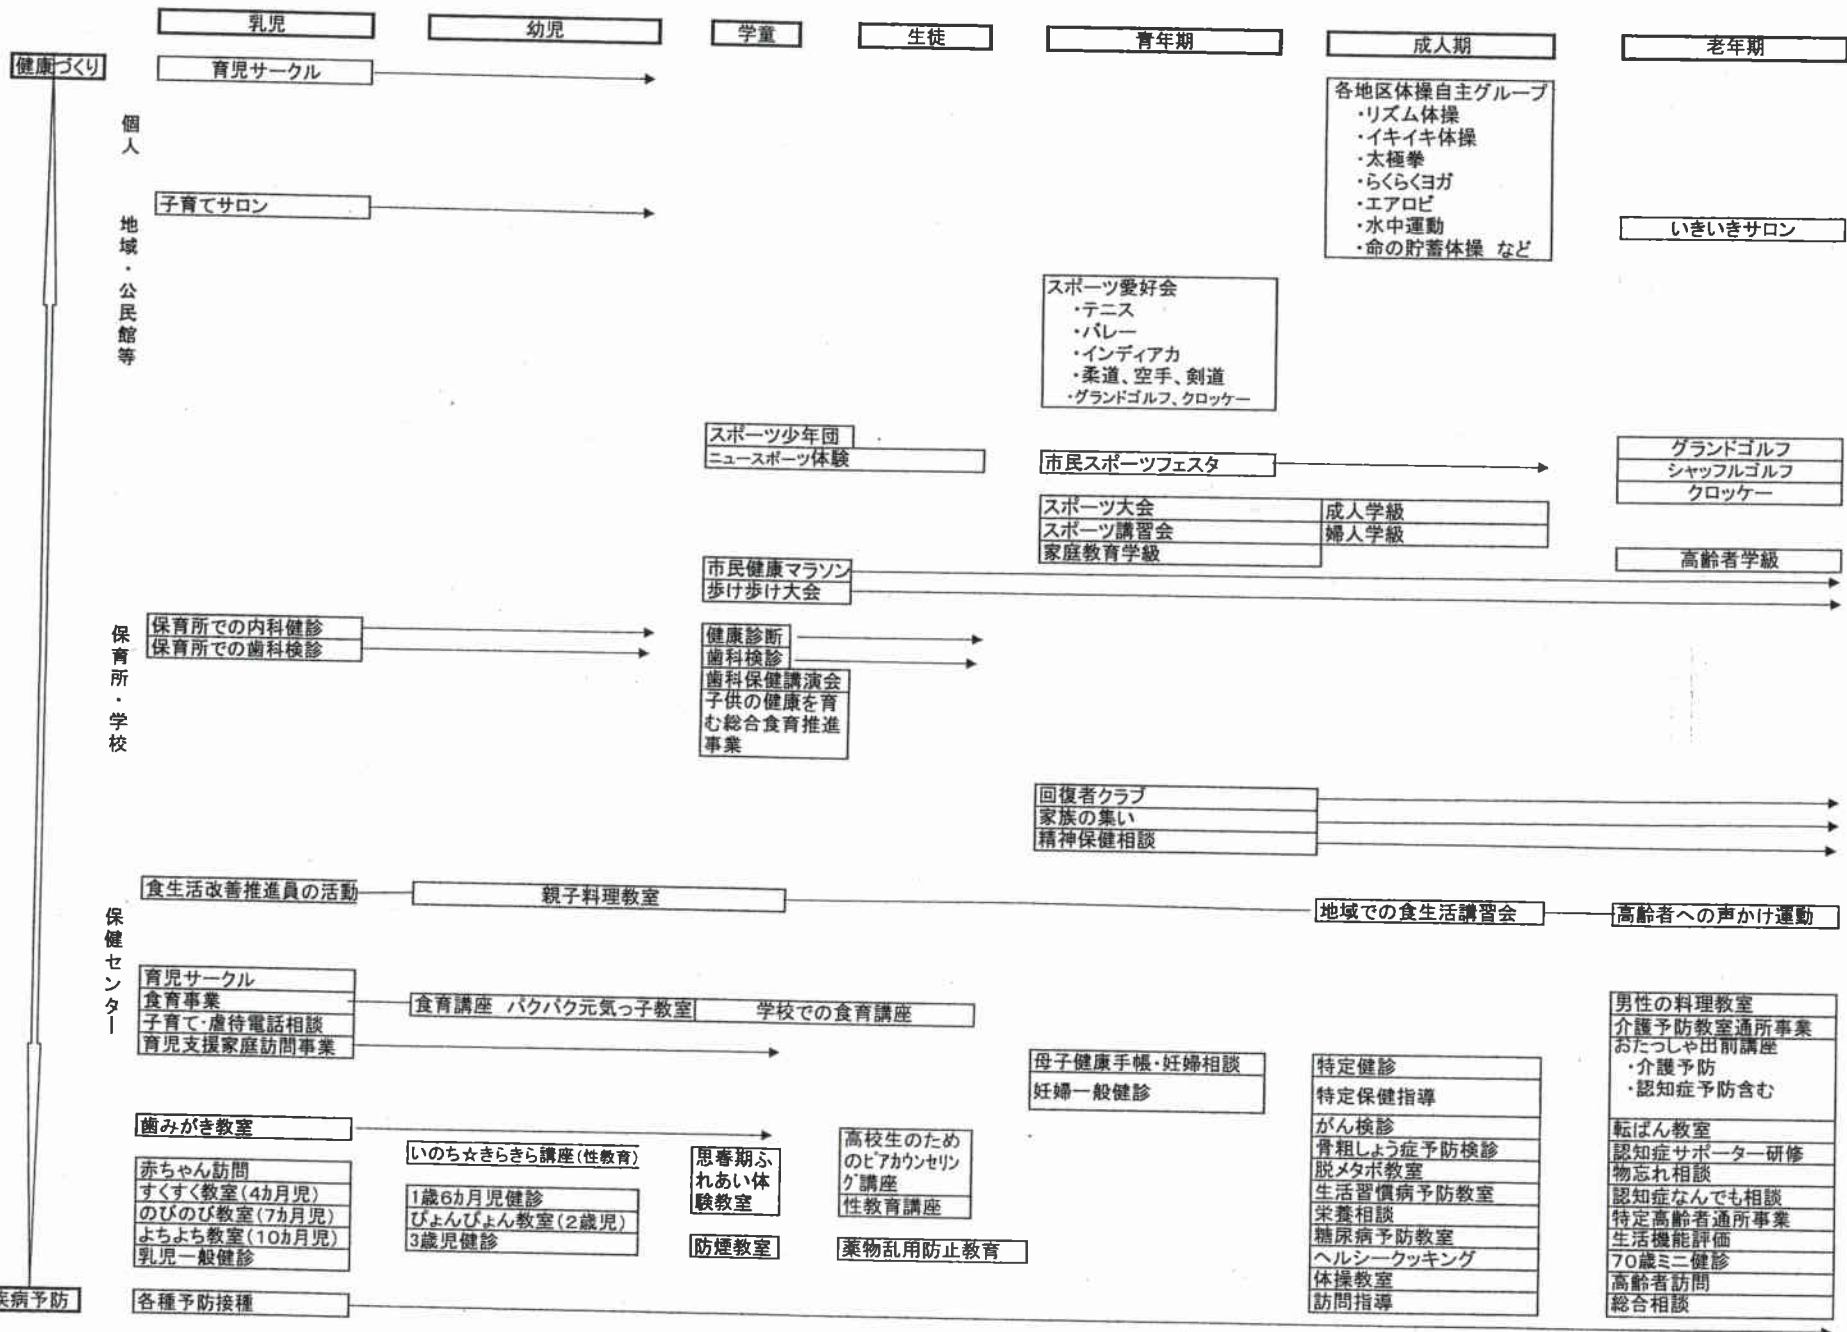 乳児
幼児
学童
生徒
青年期
成人期
老年期
健康づくり
個人
地域・公民館等
保育所・学校
保健センター
疾病予防
育児サークル
子育てサロン
各地区体操自主グループ
・リズム体操
・イキイキ体操
・太極拳
・らくらくヨガ
・エアロビ
・水中運動
・命の貯蓄体操 など
いきいきサロン
スポーツ愛好会
・テニス
・バレー
・インディアカ
・柔道、空手、剣道
・グランドゴルフ、クロッケー
スポーツ少年団
ニュースポーツ体験
市民スポーツフェスタ
グランドゴルフ
シャッフルゴルフ
クロッケー
スポーツ大会
スポーツ講習会
家庭教育学級
成人学級
婦人学級
高齢者学級
市民健康マラソン
歩け歩け大会
保育所での内科健診
保育所での歯科検診
健康診断
歯科検診
歯科保健講演会
子供の健康を育
む総合食育推進
事業
回復者クラブ
家族の集い
精神保健相談
食生活改善推進員の活動
親子料理教室
地域での食生活講習会
高齢者への声かけ運動
育児サークル
食育事業
子育て・虐待電話相談
育児支援家庭訪問事業
食育講座 パクパク元気っ子教室
学校での食育講座
母子健康手帳・妊婦相談
妊婦一般健診
特定健診
特定保健指導
がん検診
骨粗しょう症予防検診
脱メタボ教室
生活習慣病予防教室
栄養相談
糖尿病予防教室
ヘルシークッキング
体操教室
訪問指導
男性の料理教室
介護予防教室通所事業
おたっしゃ出前講座
・介護予防
・認知症予防含む
転ばん教室
認知症サポーター研修
物忘れ相談
認知症なんでも相談
特定高齢者通所事業
生活機能評価
70歳ミニ健診
高齢者訪問
総合相談
歯みがき教室
いのち☆きらきら講座(性教育)
思春期ふ
れあい体
験教室
高校生のため
のピアカウンセリン
グ講座
性教育講座
赤ちゃん訪問
すくすく教室(4カ月児)
のびのび教室(7カ月児)
よちよち教室(10カ月児)
乳児一般健診
1歳6カ月児健診
ぴょんぴょん教室(2歳児)
3歳児健診
防煙教室
薬物乱用防止教育
各種予防接種